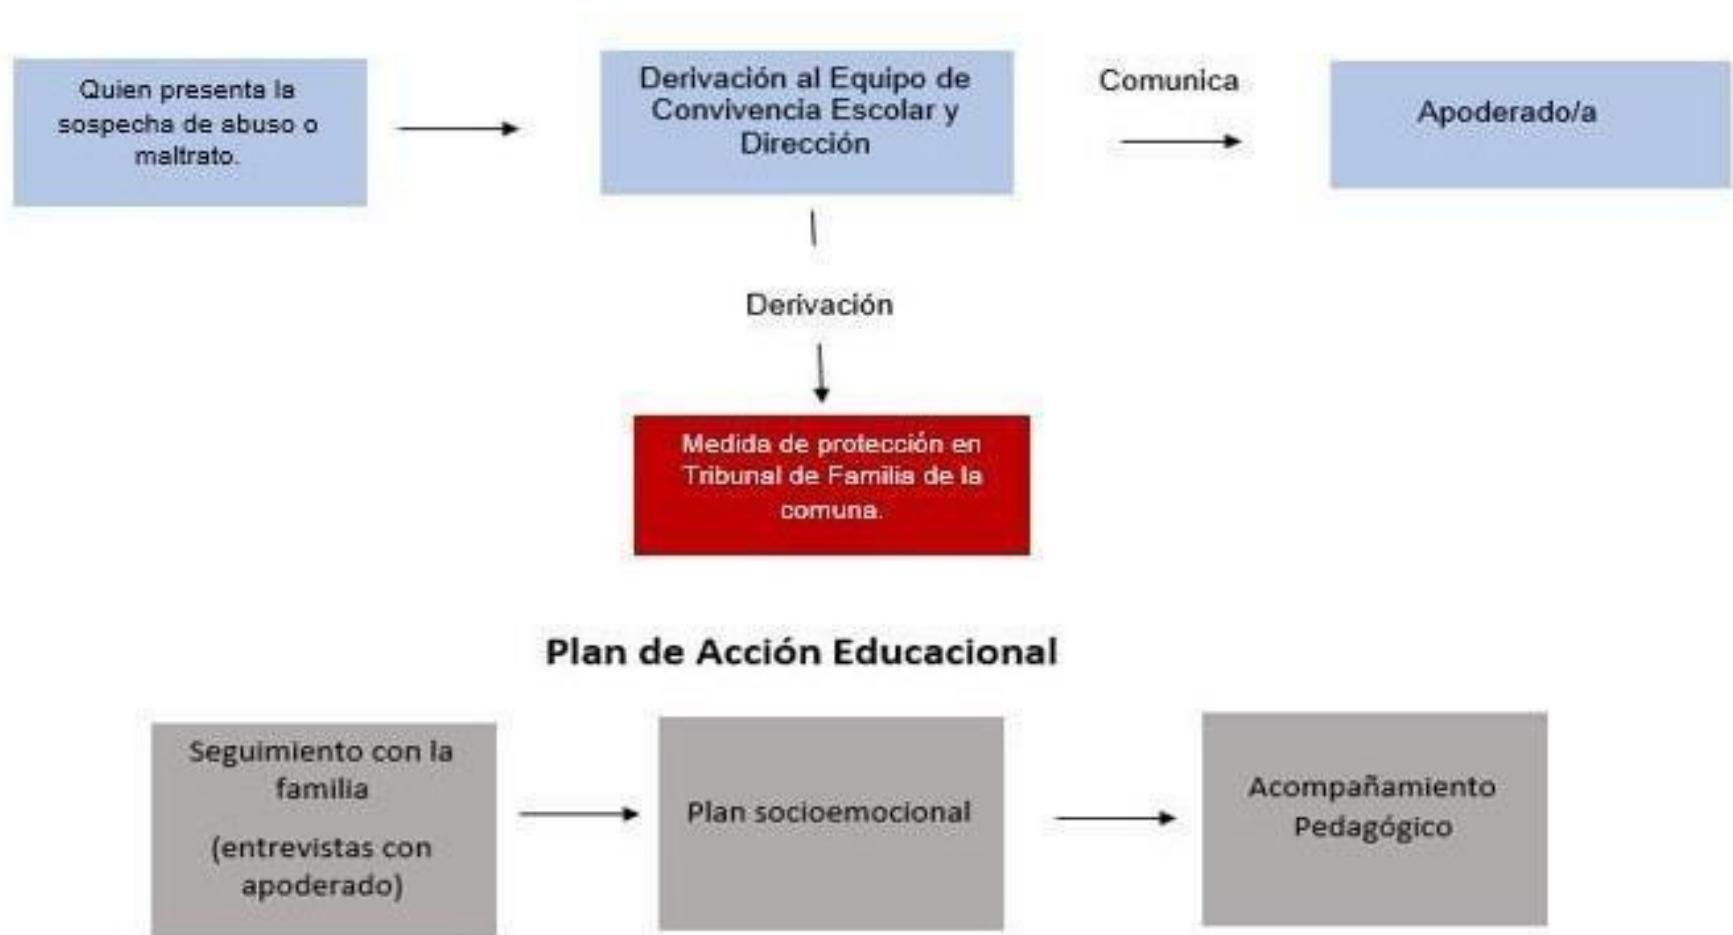 Quien presenta la
sospecha de abuso o
maltrato.
Derivación al Equipo de
Convivencia Escolar y
Dirección
Comunica
Apoderado/a
Derivación
Medida de protección en
Tribunal de Familia de la
comuna.
Plan de Acción Educacional
Seguimiento con la
familia
(entrevistas con
apoderado)
Plan socioemocional
Acompañamiento
Pedagógico